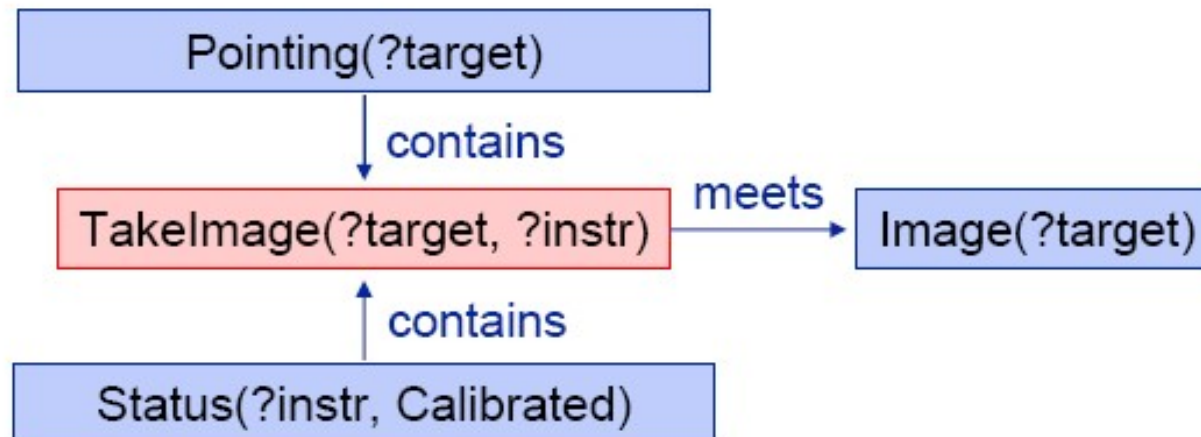 Pointing(?target)
contains
TakeImage(?target, ?instr)
meets
Image(?target)
contains
Status(?instr, Calibrated)